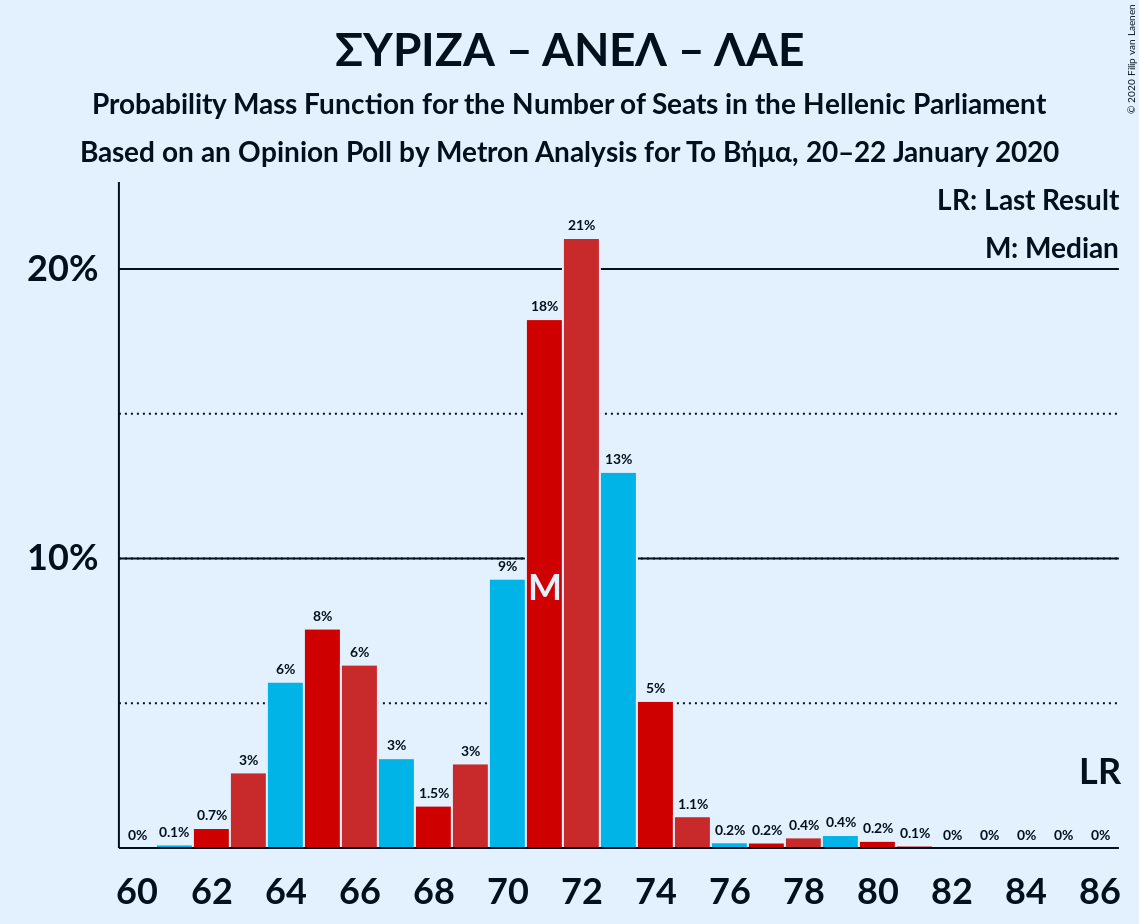 ΣΥΡΙΖΑ – ΑΝΕΛ – ΛΑΕ
Probability Mass Function for the Number of Seats in the Hellenic Parliament
Based on an Opinion Poll by Metron Analysis for Το Βήμα, 20–22 January 2020
© 2020 Filip van Laenen
LR: Last Result
M: Median
20%
10%
0% 0.1% 0.7% 3% 6% 8% 6% 3% 1.5% 3% 9% 18% 21% 13% 5% 1.1% 0.2% 0.2% 0.4% 0.4% 0.2% 0.1% 0% 0% 0% 0% 0%
M
LR
60 62 64 66 68 70 72 74 76 78 80 82 84 86